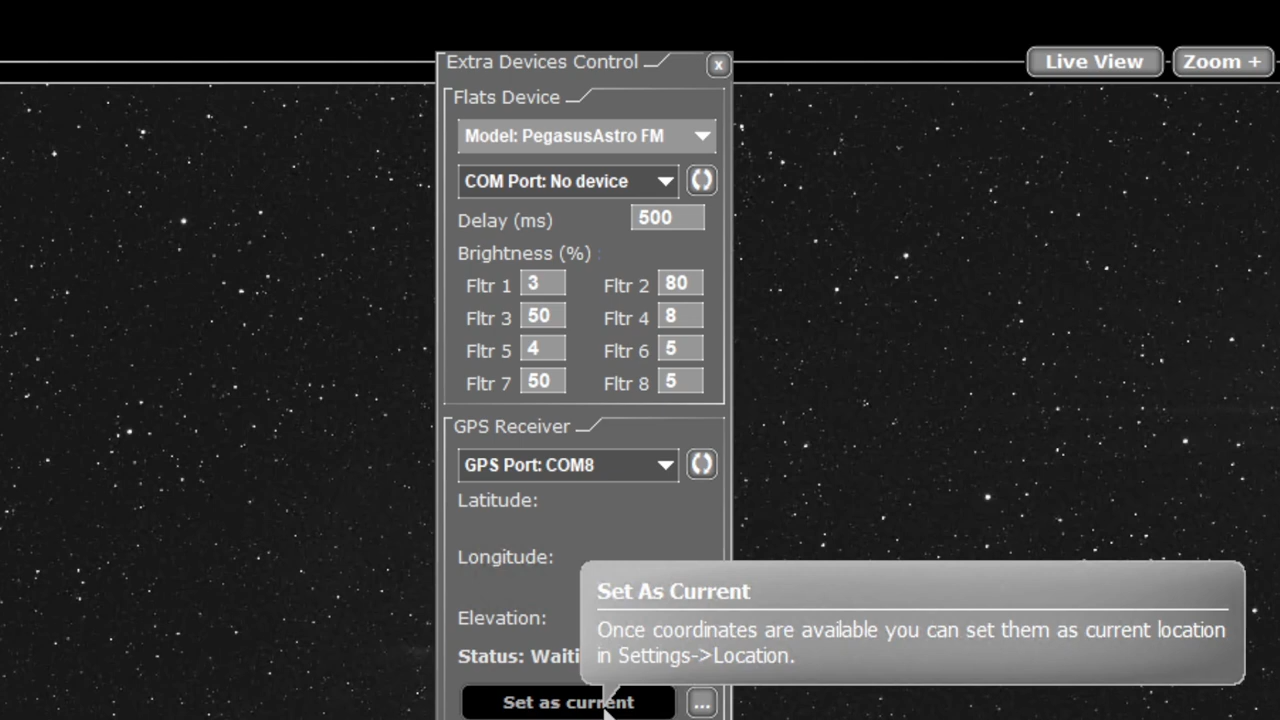 Extra Devices Control
x
Live View
Zoom +
Flats Device
Model: PegasusAstro FM
COM Port: No device
Delay (ms) 500
Brightness (%) :
Fltr 1 3 Fltr 2 80
Fltr 3 50 Fltr 4 8
Fltr 5 4 Fltr 6 5
Fltr 7 50 Fltr 8 5
GPS Receiver
GPS Port: COM8
Latitude:
Longitude:
Set As Current
Once coordinates are available you can set them as current location
in Settings->Location.
Elevation:
Status:
Set as current ...